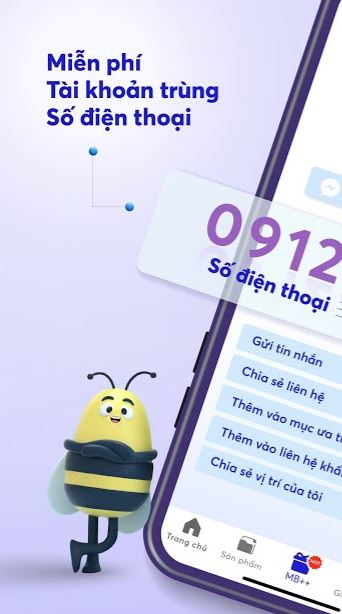 Miễn phí
Tài khoản trùng
Số điện thoại
0912
Số điện thoại
Gửi tin nhắn
Chia sẻ liên hệ
Thêm vào mục ưa
Thêm vào liên hệ
Chia sẻ vị trí của tôi
Trang chủ
Sản phẩm
HOT
MB++